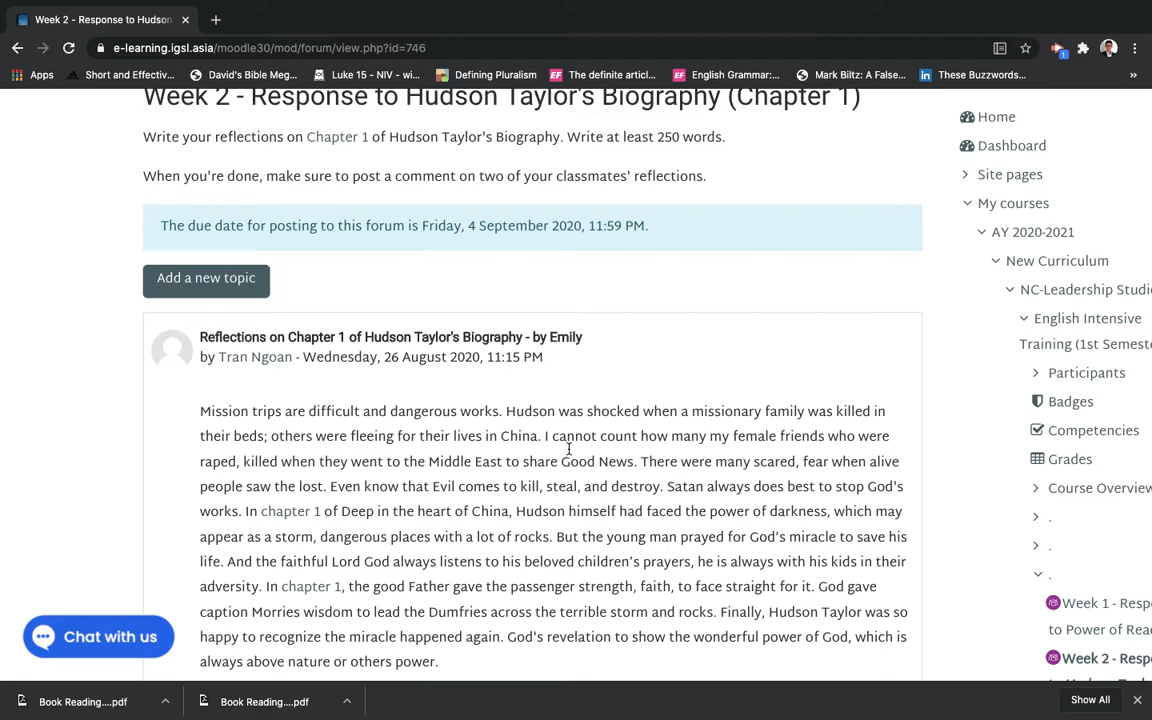 Week 2 - Response to Hudson
e-learning.igsl.asia/moodle30/mod/forum/view.php?id=746
1
Apps
Short and Effectiv...
David's Bible Meg...
Luke 15 - NIV - wi...
Defining Pluralism
EF The definite articl...
EF English Grammar:...
Mark Biltz: A False...
in These Buzzwords...
»
Week 2 - Response to Hudson Taylor's Biography (Chapter 1)
Write your reflections on Chapter 1 of Hudson Taylor's Biography. Write at least 250 words.
When you're done, make sure to post a comment on two of your classmates' reflections.
The due date for posting to this forum is Friday, 4 September 2020, 11:59 PM.
Add a new topic
Reflections on Chapter 1 of Hudson Taylor's Biography - by Emily
by Tran Ngoan - Wednesday, 26 August 2020, 11:15 PM
Mission trips are difficult and dangerous works. Hudson was shocked when a missionary family was killed in
their beds; others were fleeing for their lives in China. I cannot count how many my female friends who were
raped, killed when they went to the Middle East to share Good News. There were many scared, fear when alive
people saw the lost. Even know that Evil comes to kill, steal, and destroy. Satan always does best to stop God's
works. In chapter 1 of Deep in the heart of China, Hudson himself had faced the power of darkness, which may
appear as a storm, dangerous places with a lot of rocks. But the young man prayed for God's miracle to save his
life. And the faithful Lord God always listens to his beloved children's prayers, he is always with his kids in their
adversity. In chapter 1, the good Father gave the passenger strength, faith, to face straight for it. God gave
caption Morries wisdom to lead the Dumfries across the terrible storm and rocks. Finally, Hudson Taylor was so
happy to recognize the miracle happened again. God's revelation to show the wonderful power of God, which is
always above nature or others power.
Home
Dashboard
Site pages
My courses
AY 2020-2021
New Curriculum
NC-Leadership Studi
English Intensive
Training (1st Semest
Participants
Badges
Competencies
Grades
Course Overview
.
.
.
Week 1 - Resp
to Power of Rea
Week 2 - Resp
Chat with us
Book Reading....pdf
Book Reading....pdf
Show All